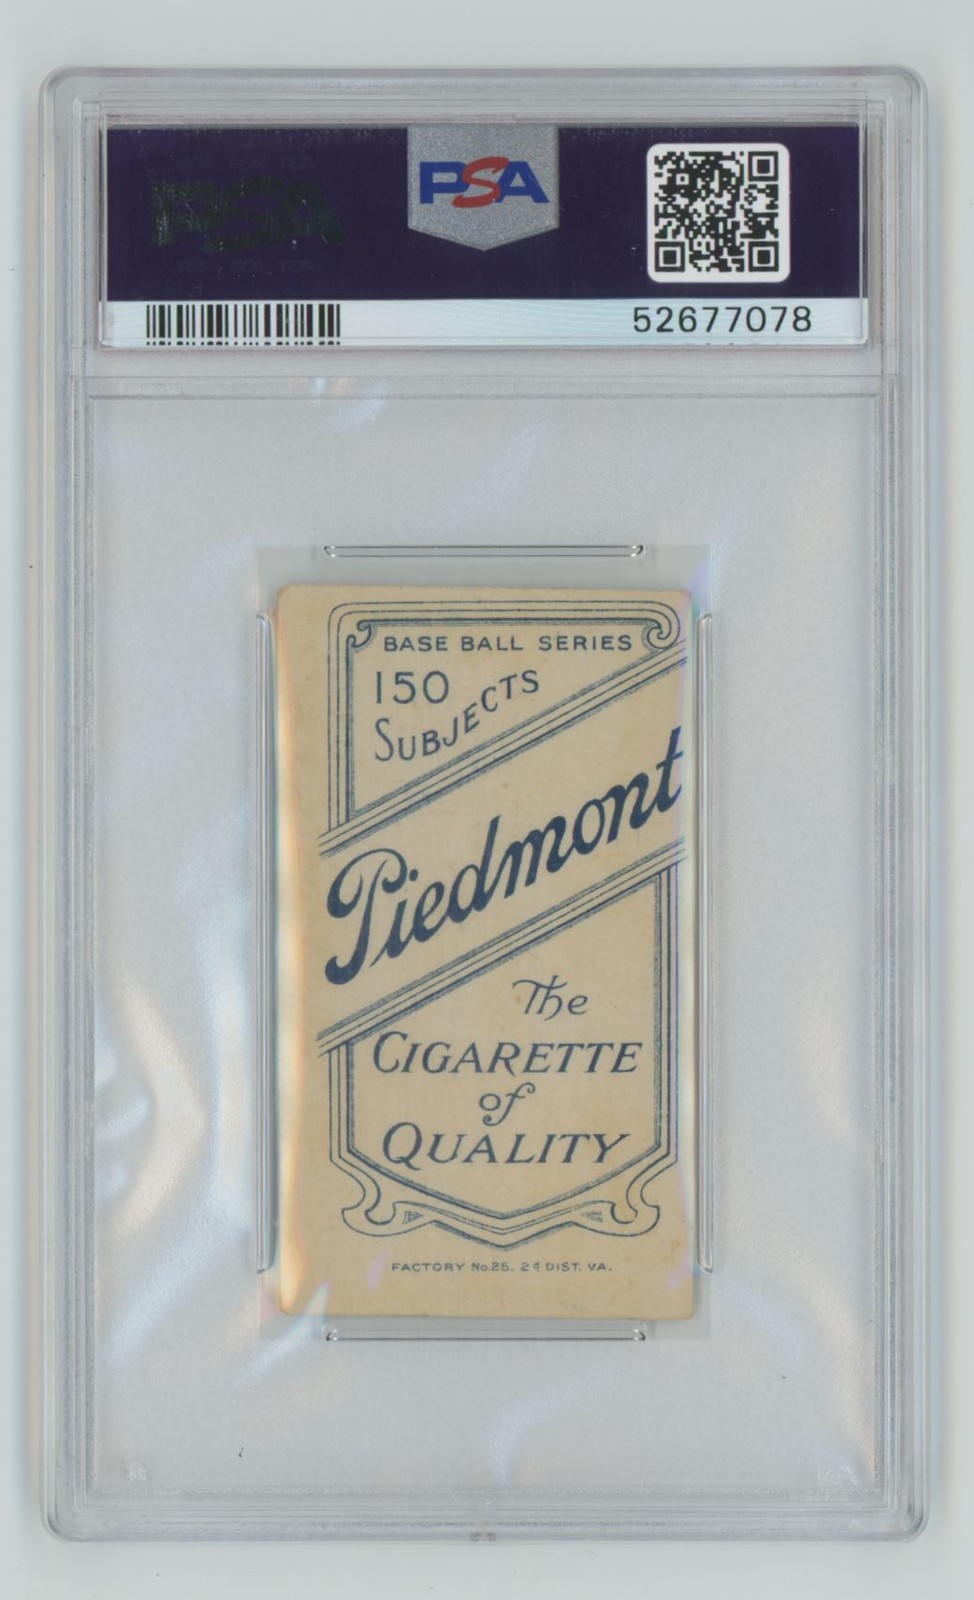 PSA
52677078
BASE BALL SERIES
150
SUBJECTS
Piedmont
The
CIGARETTE
of
QUALITY
FACTORY No.25. 2d DIST. VA.